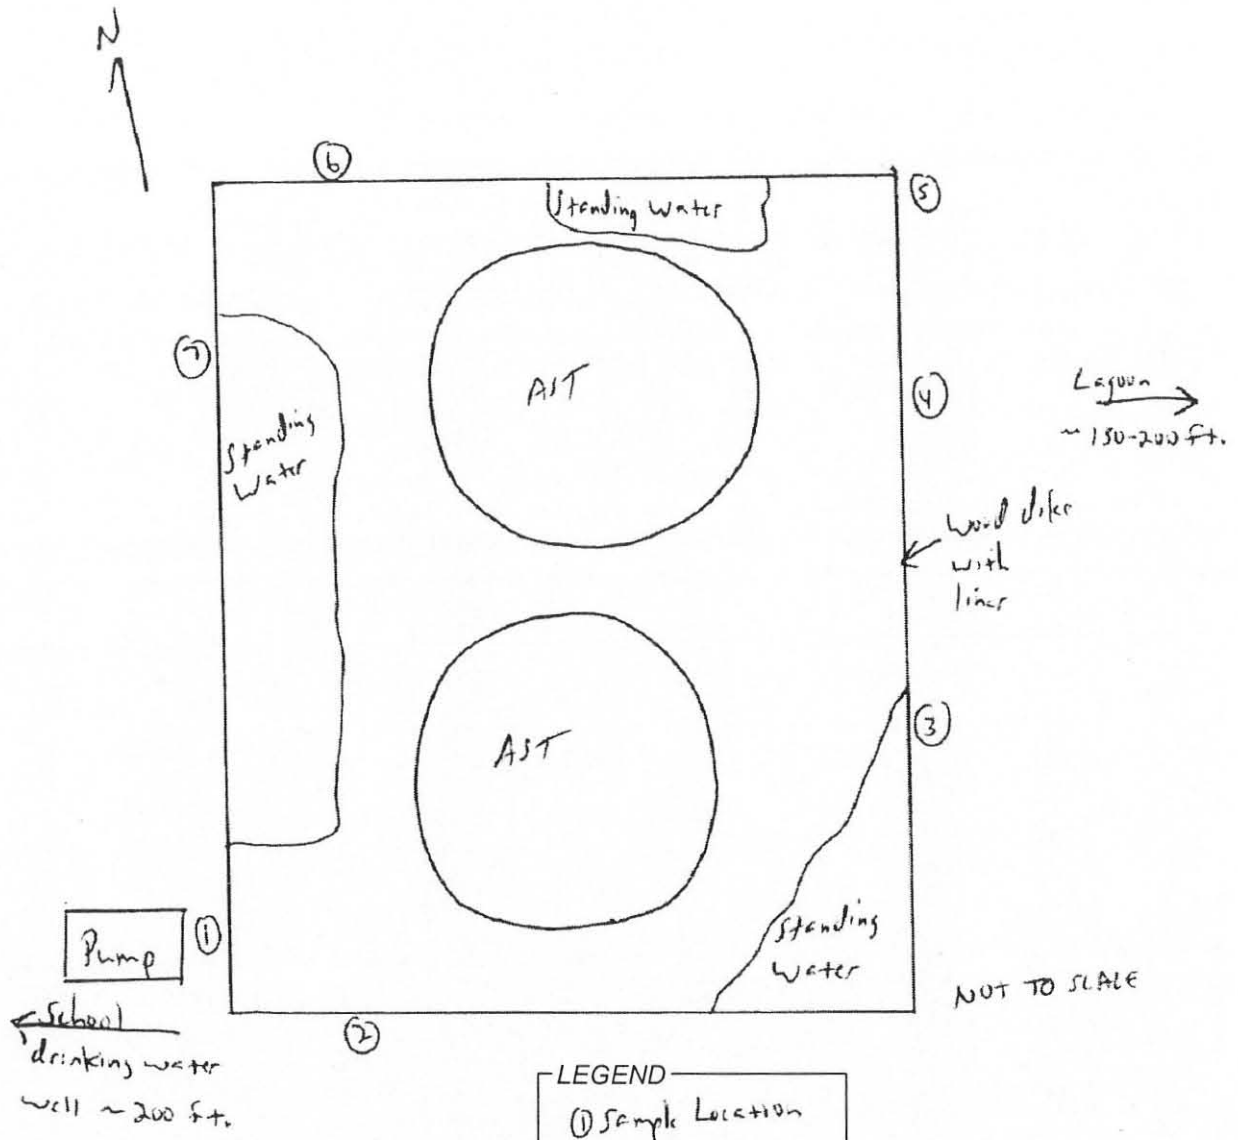 N
⑥
⑤
Standing Water
⑦
AST
④
Lagoon
~ 150-200 ft.
Standing
Water
Wood dikes
with
liner
③
AST
①
Pump
Standing
Water
NOT TO SCALE
School
drinking water
well ~ 200 ft.
②
LEGEND
① Sample Location